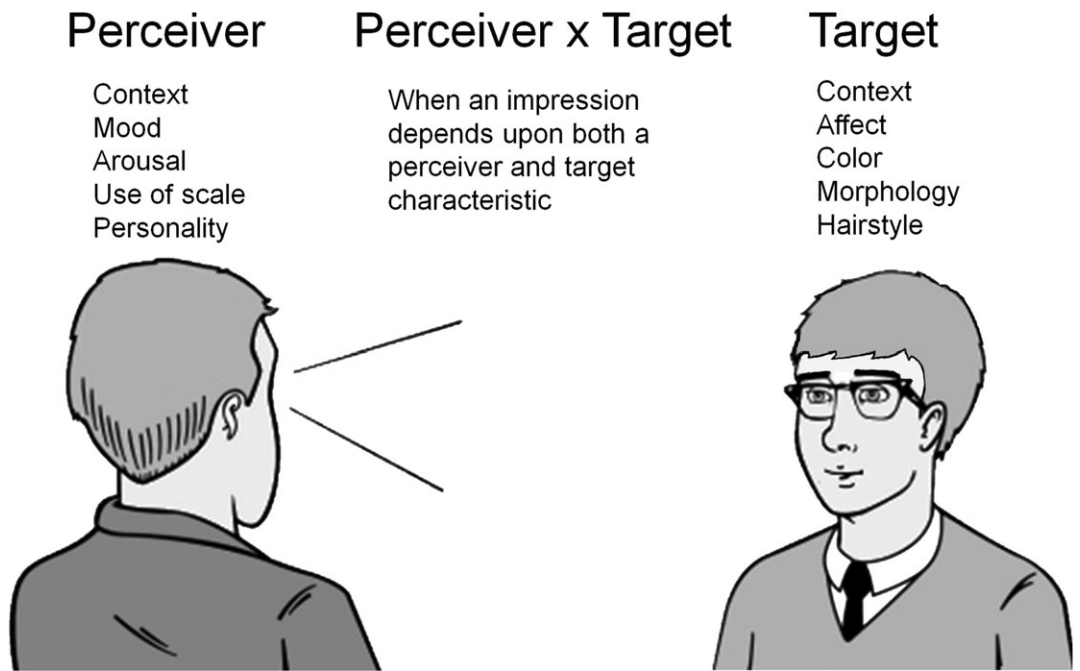 Perceiver
Context
Mood
Arousal
Use of scale
Personality
Perceiver x Target
When an impression
depends upon both a
perceiver and target
characteristic
Target
Context
Affect
Color
Morphology
Hairstyle